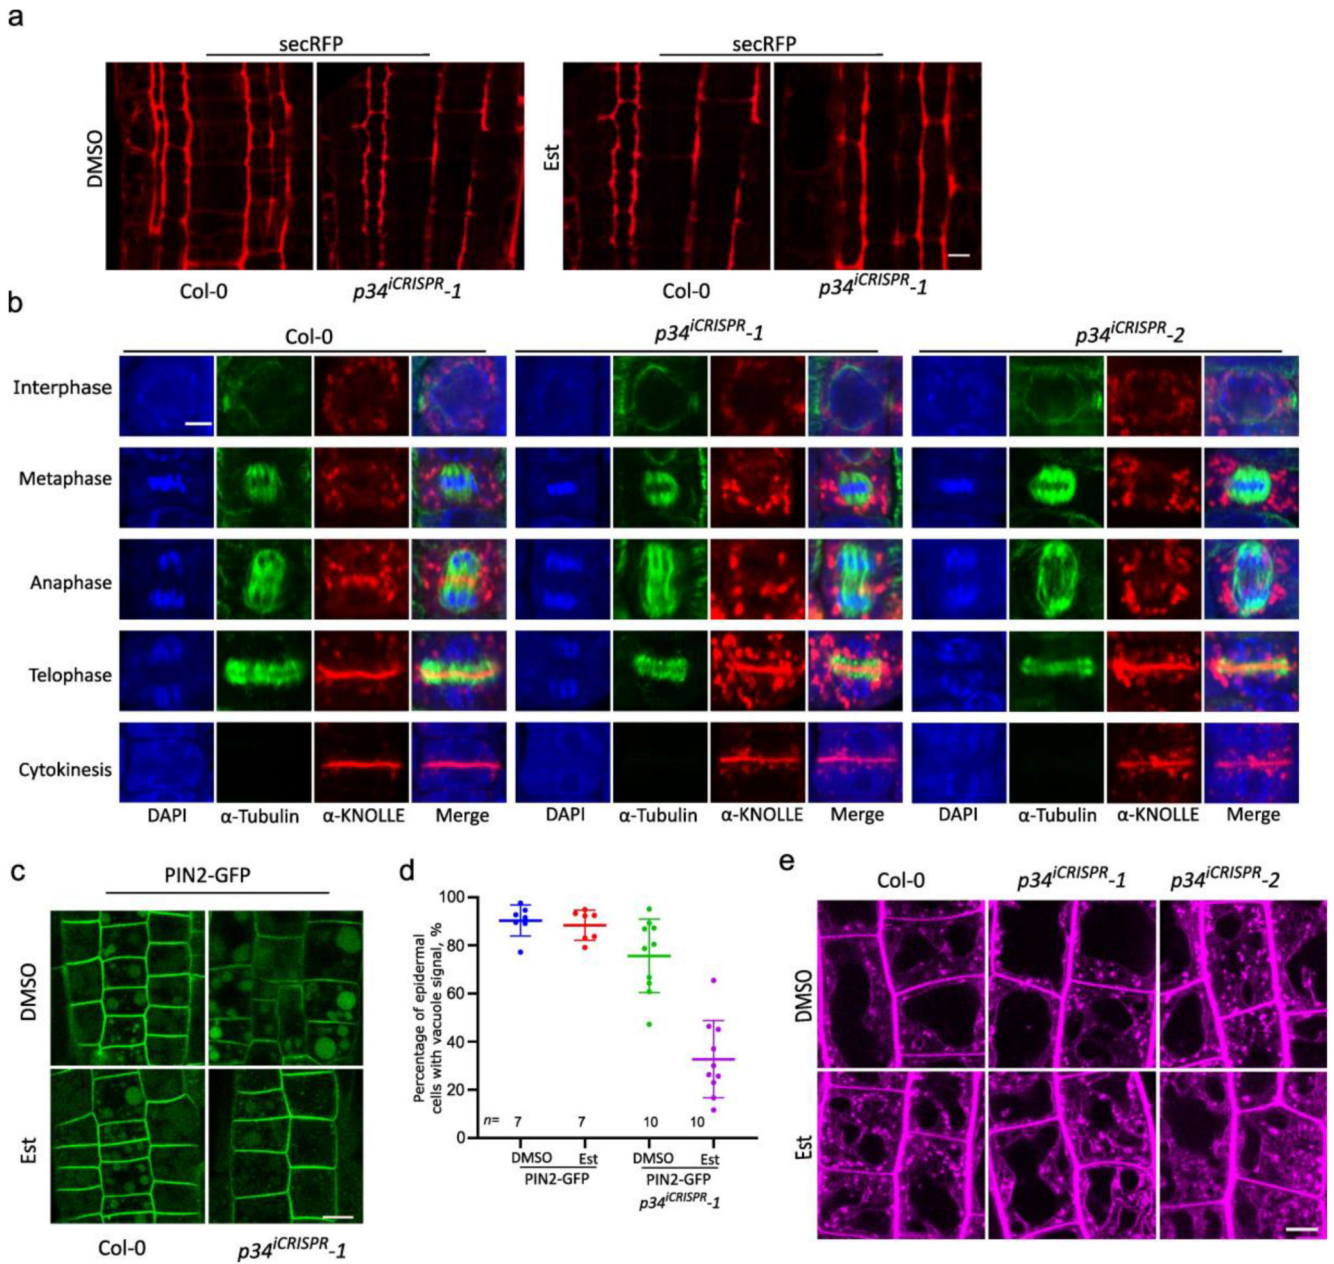 a
secRFP
secRFP
DMSO
Est
Col-0
p34iCRISPR-1
Col-0
p34iCRISPR-1
b
Col-0
p34iCRISPR-1
p34iCRISPR-2
Interphase
Metaphase
Anaphase
Telophase
Cytokinesis
DAPI α-Tubulin α-KNOLLE Merge
DAPI α-Tubulin α-KNOLLE Merge
DAPI α-Tubulin α-KNOLLE Merge
c
PIN2-GFP
DMSO
Est
Col-0
p34iCRISPR-1
d
Percentage of epidermal
cells with vacuole signal, %
100
80
60
40
20
0
n= 7 7 10 10
DMSO Est DMSO Est
PIN2-GFP PIN2-GFP
p34iCRISPR-1
e
Col-0 p34iCRISPR-1 p34iCRISPR-2
DMSO
Est